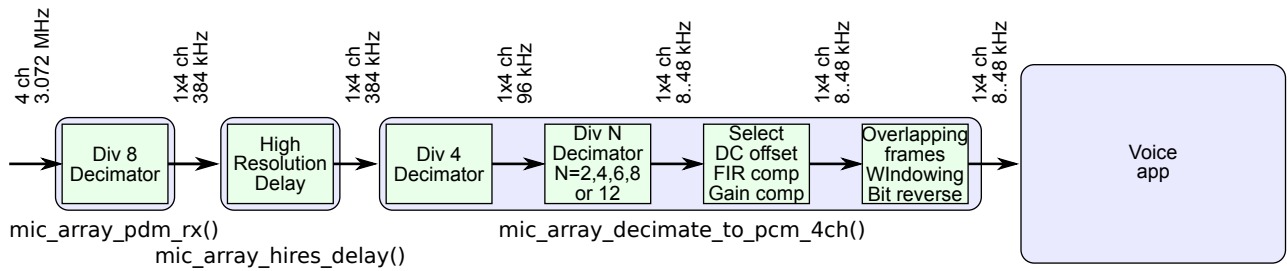 4 ch
3.072 MHz
1x4 ch
384 kHz
1x4 ch
384 kHz
1x4 ch
96 kHz
1x4 ch
8..48 kHz
1x4 ch
8..48 kHz
1x4 ch
8..48 kHz
Div 8
Decimator
High
Resolution
Delay
Div 4
Decimator
Div N
Decimator
N=2,4,6,8
or 12
Select
DC offset
FIR comp
Gain comp
Overlapping
frames
WIndowing
Bit reverse
Voice
app
mic_array_pdm_rx()
mic_array_hires_delay()
mic_array_decimate_to_pcm_4ch()